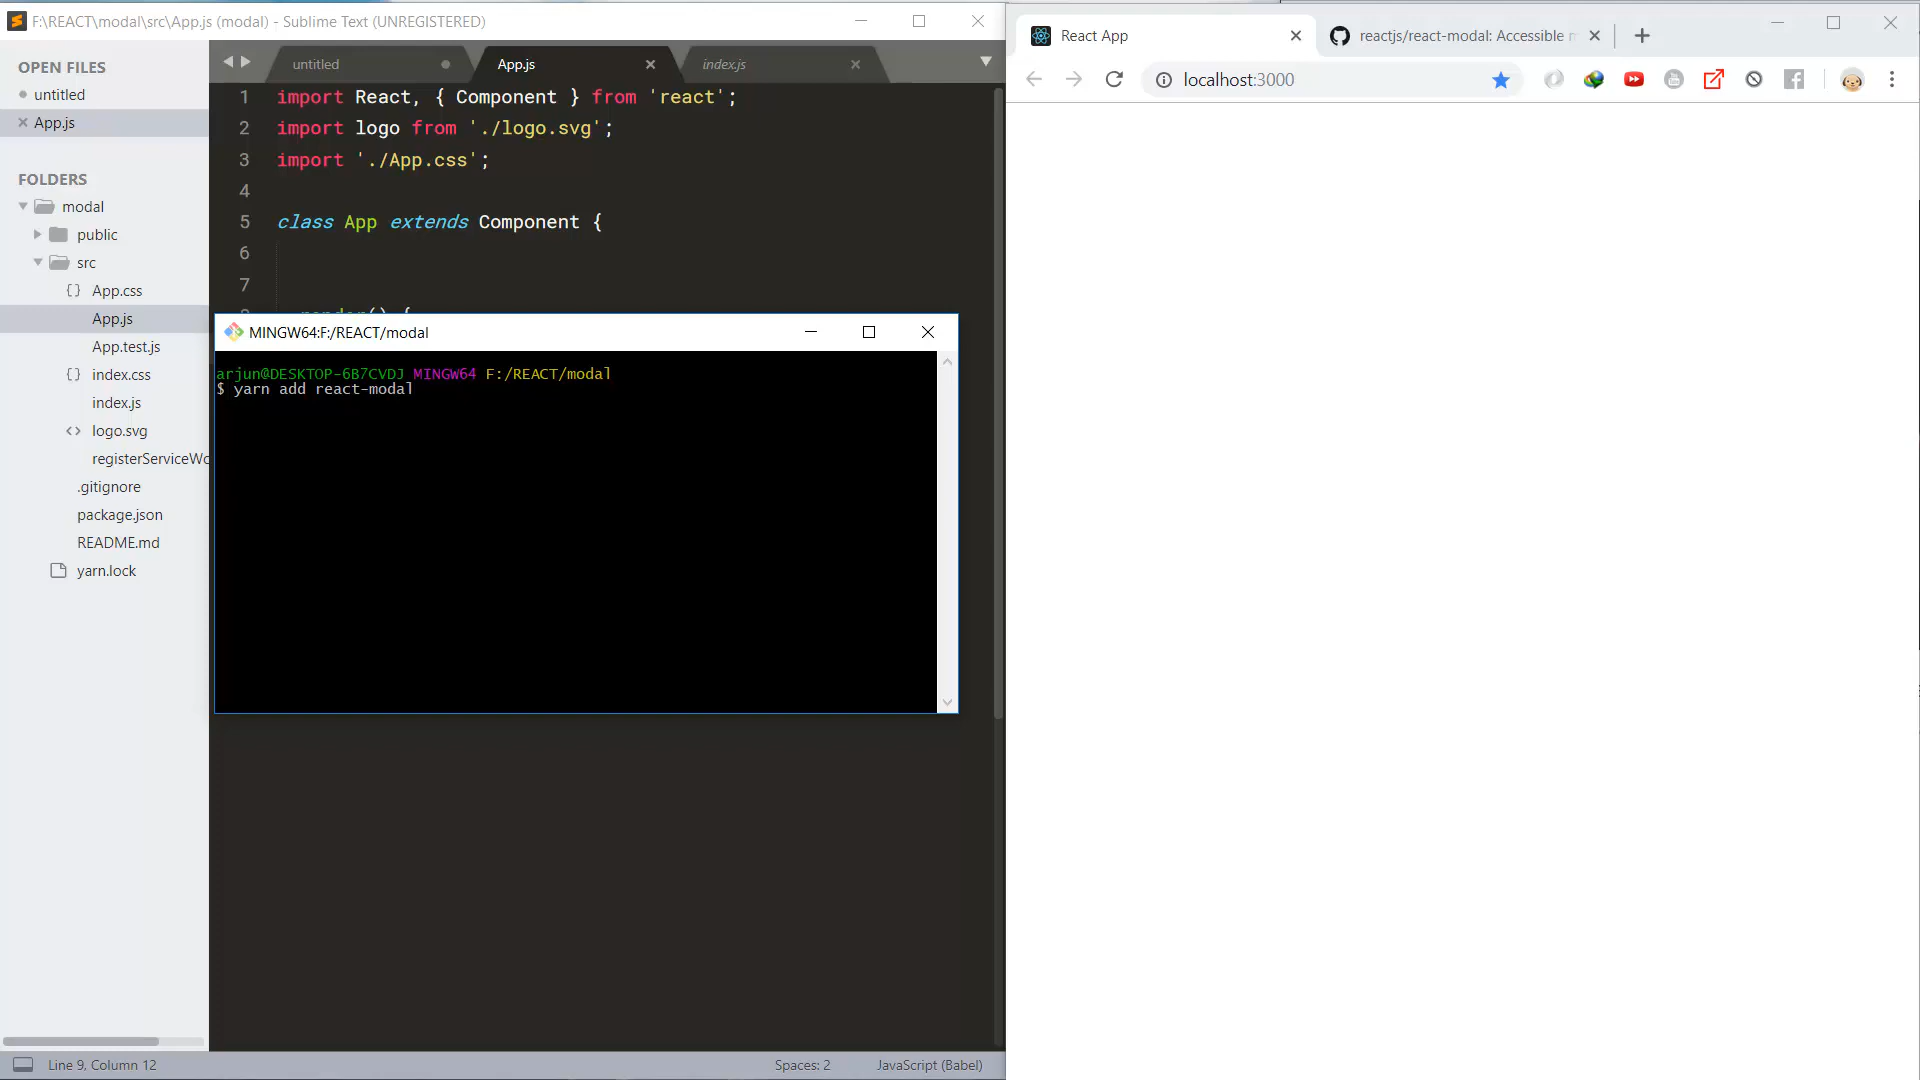 F:\REACT\modal\src\App.js (modal) - Sublime Text (UNREGISTERED)
OPEN FILES
untitled
App.js
FOLDERS
modal
public
src
App.css
App.js
App.test.js
index.css
index.js
logo.svg
registerServiceWo
.gitignore
package.json
README.md
yarn.lock
untitled
App.js
index.js
1 import React, { Component } from 'react';
2 import logo from './logo.svg';
3 import './App.css';
4
5 class App extends Component {
6
7
render() {
MINGW64:F:/REACT/modal
arjun@DESKTOP-6B7CVDJ MINGW64 F:/REACT/modal
$ yarn add react-modal
Line 9, Column 12
Spaces: 2
JavaScript (Babel)
React App
reactjs/react-modal: Accessible m
localhost:3000